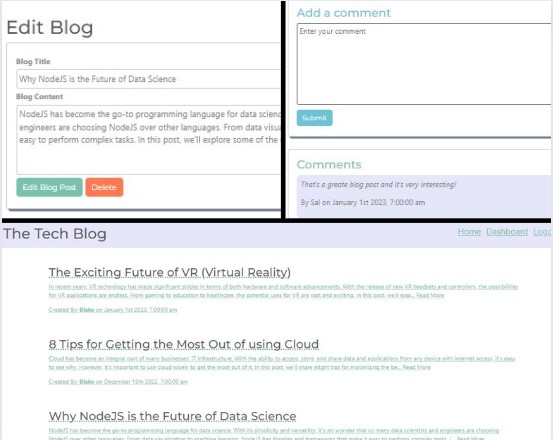 Edit Blog
Blog Title
Why NodeJS is the Future of Data Science
Blog Content
NodeJS has become the go-to programming language for data scienc
engineers are choosing NodeJS over other languages. From data visua
easy to perform complex tasks. In this post, we'll explore some of the
Edit Blog Post Delete
Add a comment
Enter your comment
Submit
Comments
That's a greate blog post and it's very interesting!
By Sal on January 1st 2023, 7:00:00 am
The Tech Blog
Home Dashboard Logo
The Exciting Future of VR (Virtual Reality)
In recent years, VR technology has made significant strides in terms of both hardware and software advancements. With the release of new VR headsets and controllers, the possibilities
for VR applications are endless. From gaming to education to healthcare, the potential uses for VR are vast and exciting. In this post, we'll expl... Read More
Created By: Blake on January 1st 2023, 7:00:00 am
8 Tips for Getting the Most Out of using Cloud
Cloud has become an integral part of many businesses' IT infrastructure. With the ability to access, store, and share data and applications from any device with internet access, it's easy
to see why. However, it's important to use cloud wisely to get the most out of it. In this post, we'll share eight tips for maximizing the be... Read More
Created By: Blake on December 15th 2022, 7:00:00 am
Why NodeJS is the Future of Data Science
NodeJS has become the go-to programming language for data science. With its simplicity and versatility, it's no wonder that so many data scientists and engineers are choosing
NodeJS over other languages. From data visualization to machine learning, NodeJS has libraries and frameworks that make it easy to perform complex tasks. I... Read More